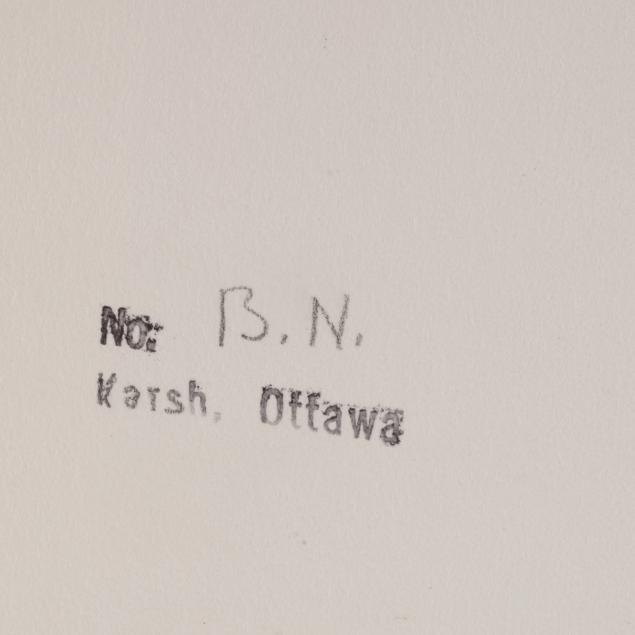 No: B. N.
Karsh, Ottawa